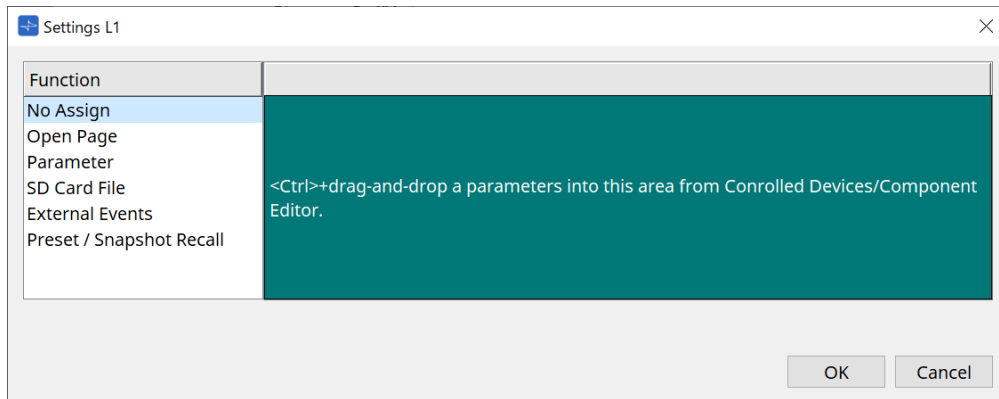 Settings L1
Function
No Assign
Open Page
Parameter
SD Card File
External Events
Preset / Snapshot Recall
<Ctrl>+drag-and-drop a parameters into this area from Conrolled Devices/Component
Editor.
OK
Cancel